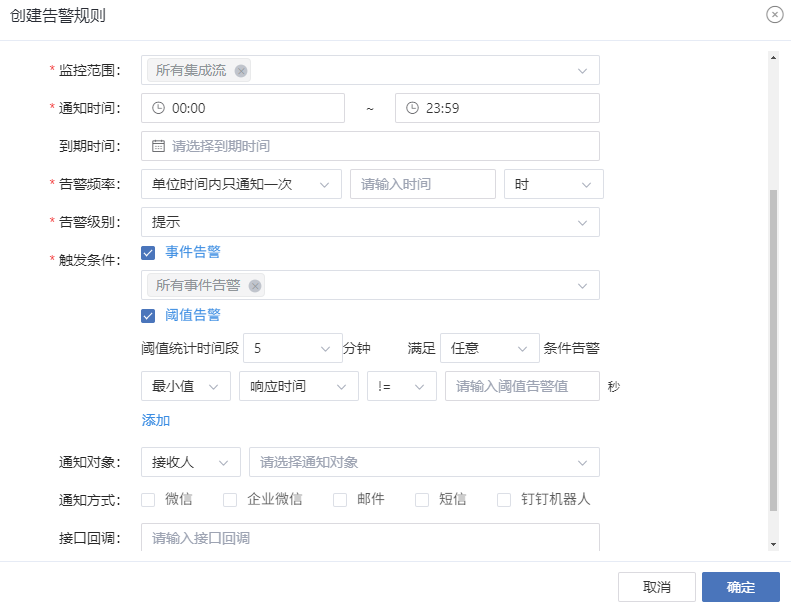 创建告警规则
* 监控范围： 所有集成流
* 通知时间： 00:00 ~ 23:59
到期时间： 请选择到期时间
* 告警频率： 单位时间内只通知一次 请输入时间 时
* 告警级别： 提示
* 触发条件： 事件告警
所有事件告警
阈值告警
阈值统计时间段 5 分钟 满足 任意 条件告警
最小值 响应时间 != 请输入阈值告警值 秒
添加
通知对象： 接收人 请选择通知对象
通知方式： 微信 企业微信 邮件 短信 钉钉机器人
接口回调： 请输入接口回调
取消 确定